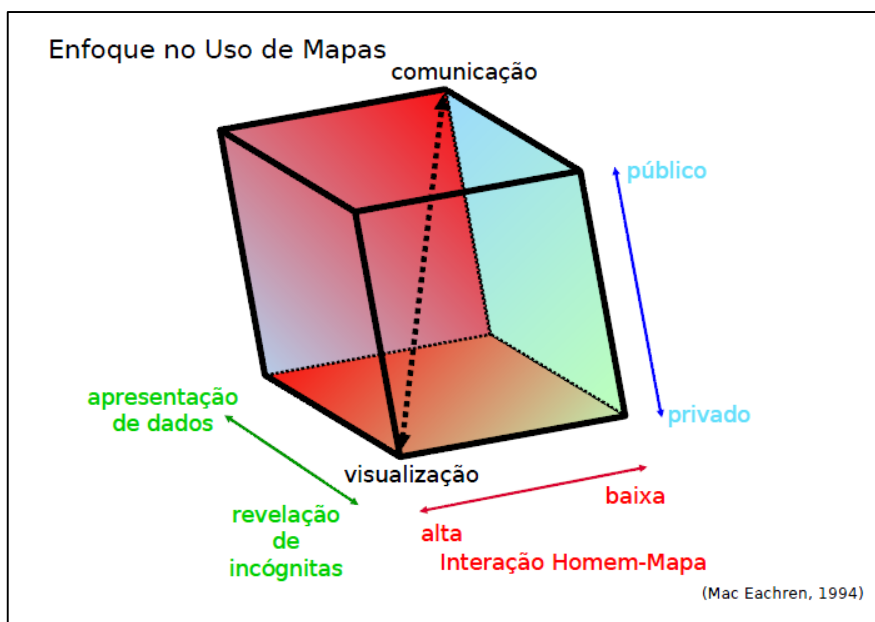 Enfoque no Uso de Mapas
comunicação
público
apresentação
de dados
privado
visualização
baixa
revelação
de
incógnitas
alta
Interação Homem-Mapa
(Mac Eachren, 1994)